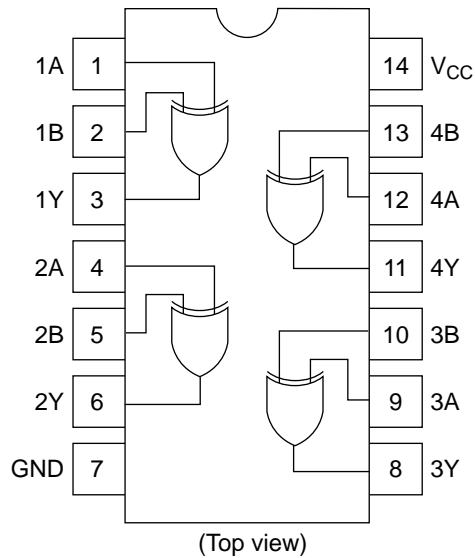 1A 1 14 VCC
1B 2 13 4B
1Y 3 12 4A
2A 4 11 4Y
2B 5 10 3B
2Y 6 9 3A
GND 7 8 3Y
(Top view)